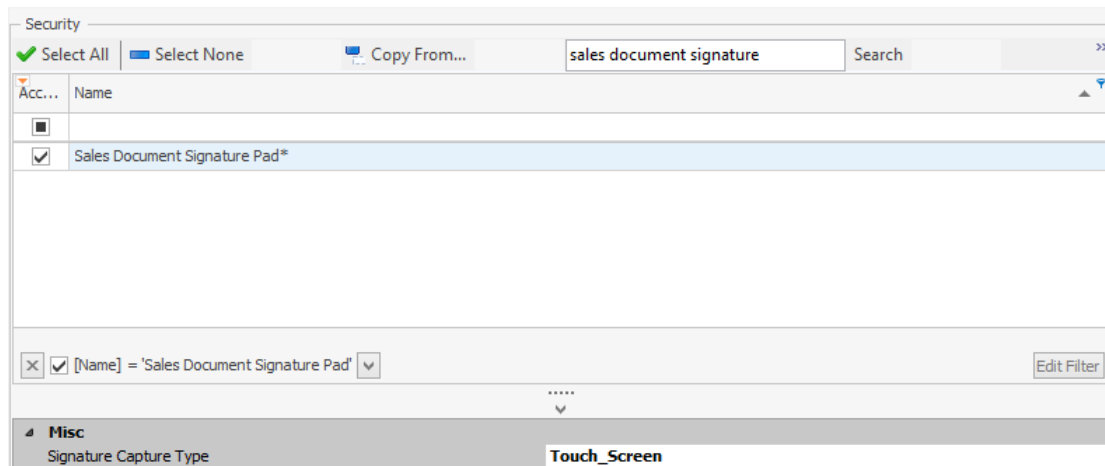 Security
Select All Select None Copy From... sales document signature Search
Acc... Name
Sales Document Signature Pad*
[Name] = 'Sales Document Signature Pad' Edit Filter
Misc
Signature Capture Type Touch_Screen